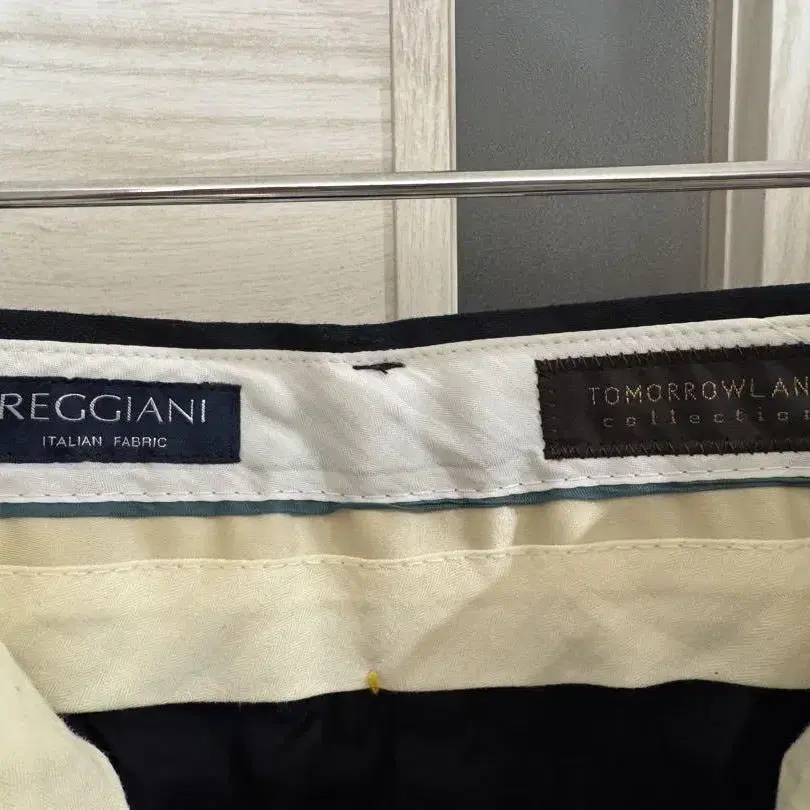 REGGIANI
ITALIAN FABRIC
TOMORROWLAN
collectio